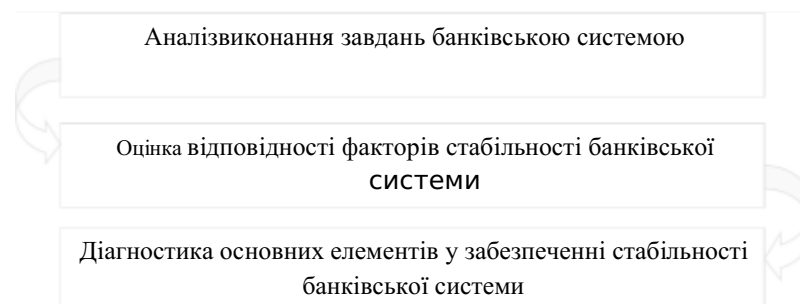 Аналізвиконання завдань банківською системою
Оцінка відповідності факторів стабільності банківської
системи
Діагностика основних елементів у забезпеченні стабільності
банківської системи